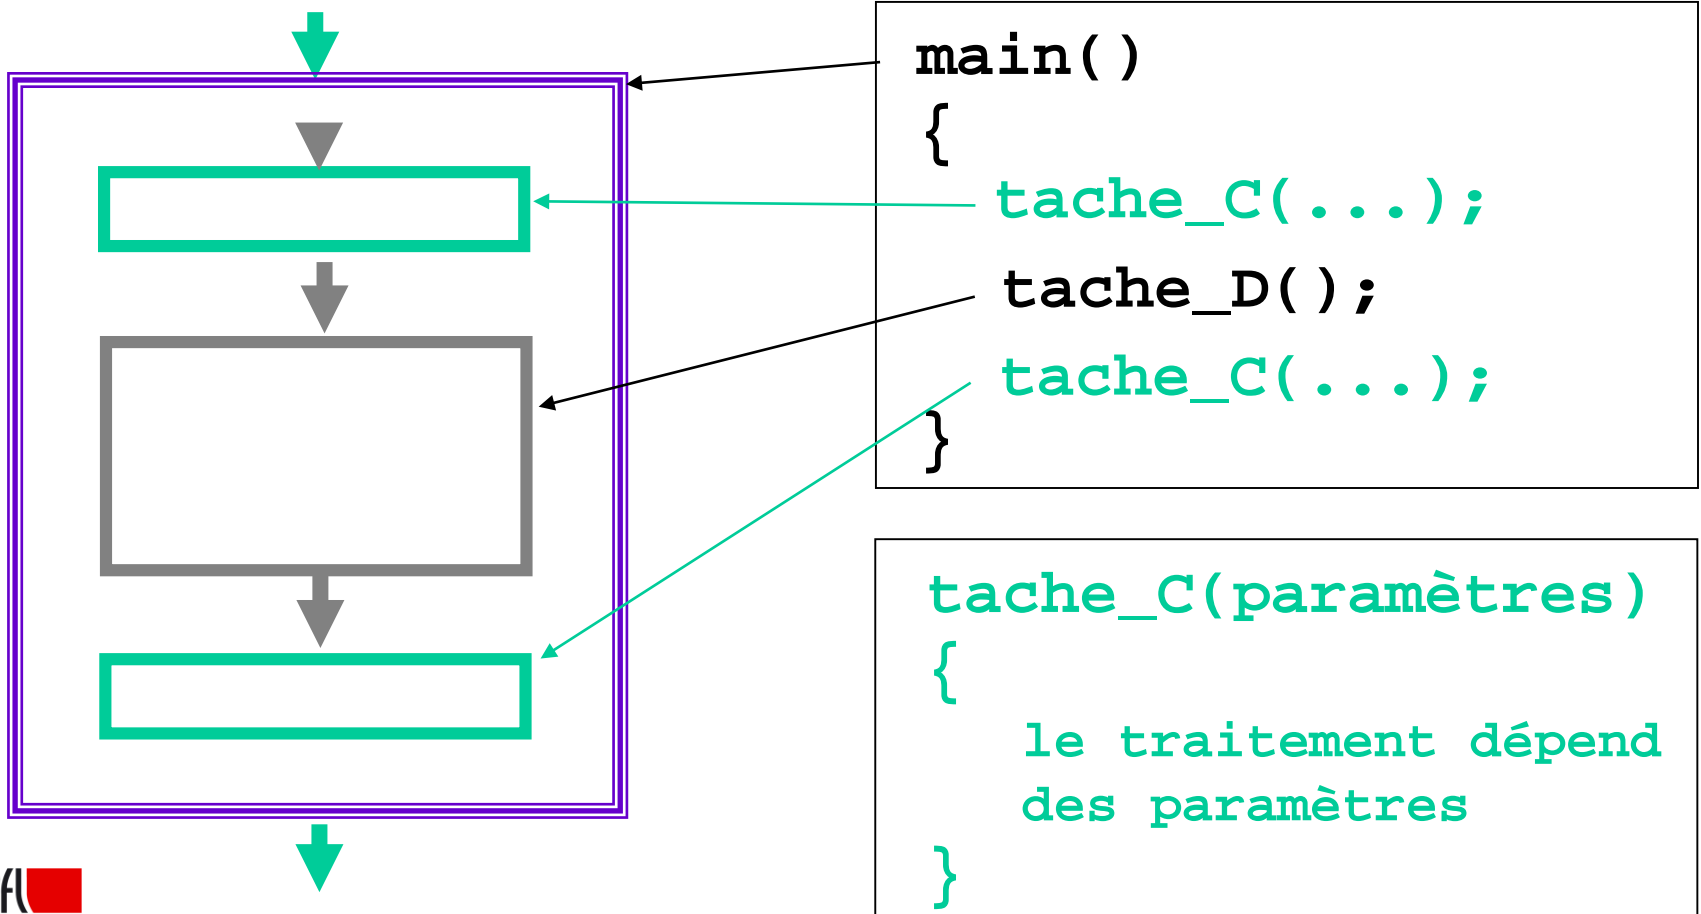 main()
{
tache_C(...);
tache_D();
tache_C(...);
}
tache_C(paramètres)
{
le traitement dépend
des paramètres
}